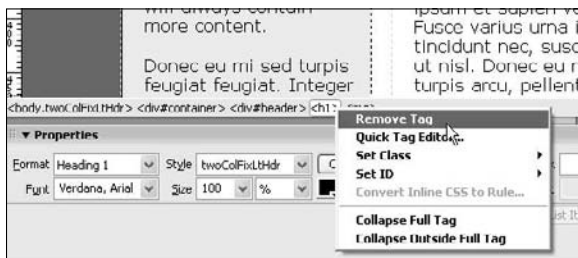 will always contain
more content.
Donec eu mi sed turpis
feugiat feugiat. Integer
ipsum et sapien
Fusce varius urna
tincidunt nec, susc
ut nisl. Donec eu
turpis arcu, pellent
<body.twoColFixLtHdr> <div#container> <div#header> <h1>
Properties
Format Heading 1 Style twoColFixLtHdr
Font Verdana, Arial Size 100 %
Remove Tag
Quick Tag Editor...
Set Class
Set ID
Convert Inline CSS to Rule...
Collapse Full Tag
Collapse Outside Full Tag